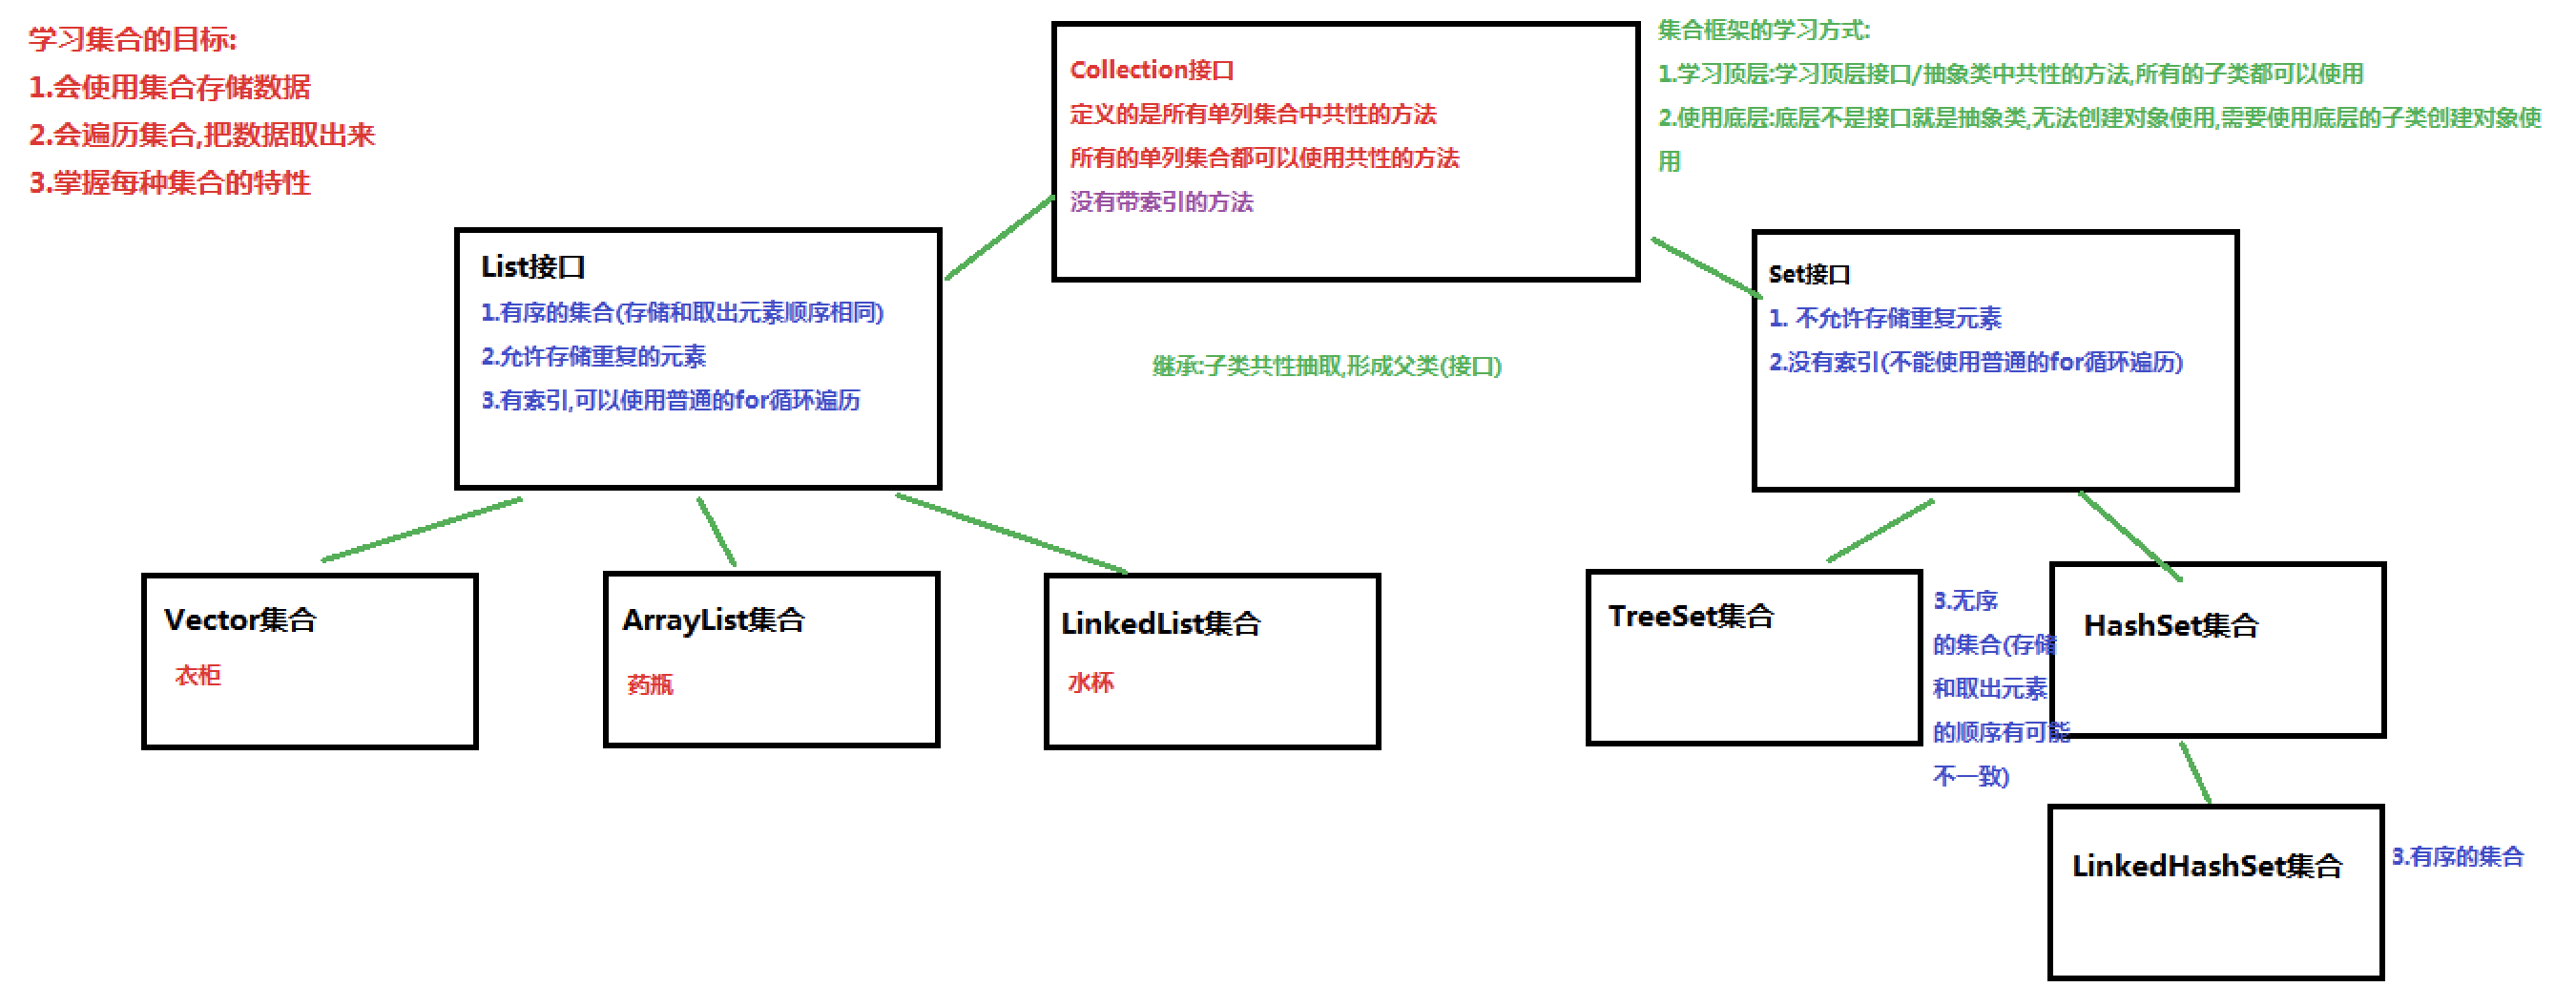 学习集合的目标:
1.会使用集合存储数据
2.会遍历集合,把数据取出来
3.掌握每种集合的特性
Collection接口
定义的是所有单列集合中共性的方法
所有的单列集合都可以使用共性的方法
没有带索引的方法
集合框架的学习方式:
1.学习顶层:学习顶层接口/抽象类中共性的方法,所有的子类都可以使用
2.使用底层:底层不是接口就是抽象类,无法创建对象使用,需要使用底层的子类创建对象使
用
List接口
1.有序的集合(存储和取出元素顺序相同)
2.允许存储重复的元素
3.有索引,可以使用普通的for循环遍历
继承:子类共性抽取,形成父类(接口)
Set接口
1. 不允许存储重复元素
2.没有索引(不能使用普通的for循环遍历)
Vector集合
衣柜
ArrayList集合
药瓶
LinkedList集合
水杯
TreeSet集合
3.无序
的集合(存储
和取出元素
的顺序有可能
不一致)
HashSet集合
LinkedHashSet集合
3.有序的集合